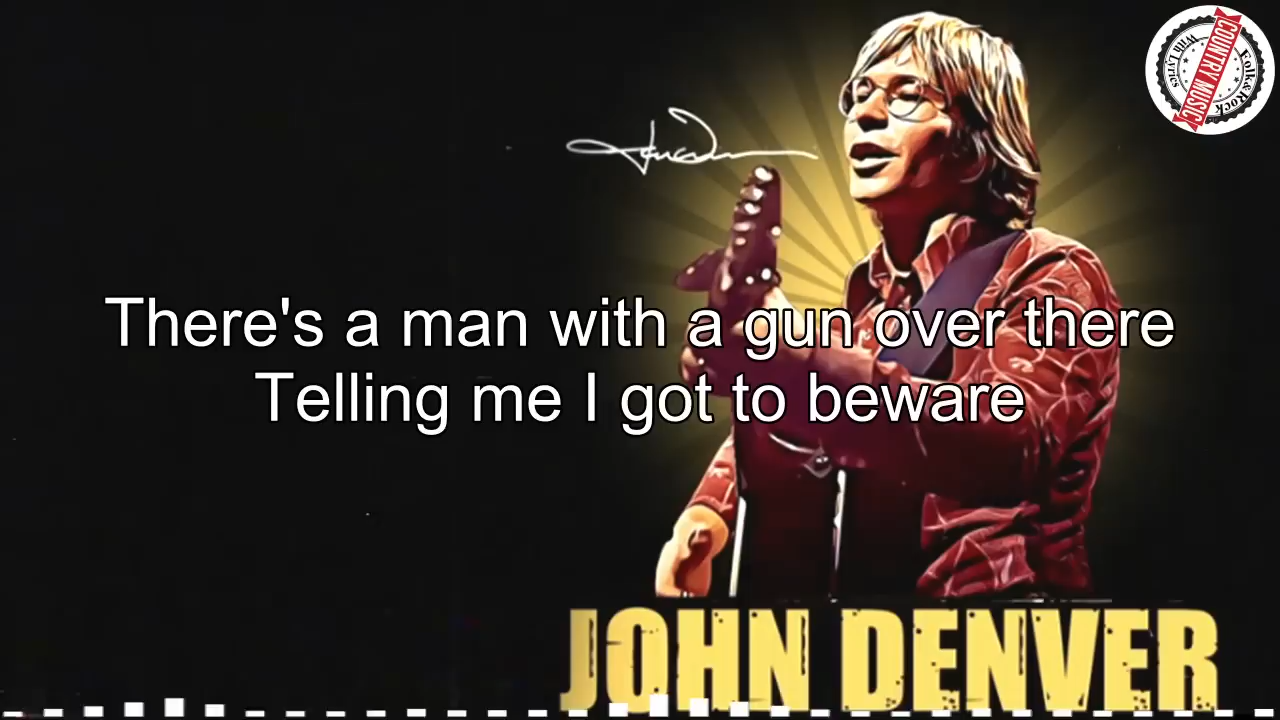 COUNTRY MUSIC
Folk & Rock
With Lyrics
There's a man with a gun over there
Telling me I got to beware
JOHN DENVER